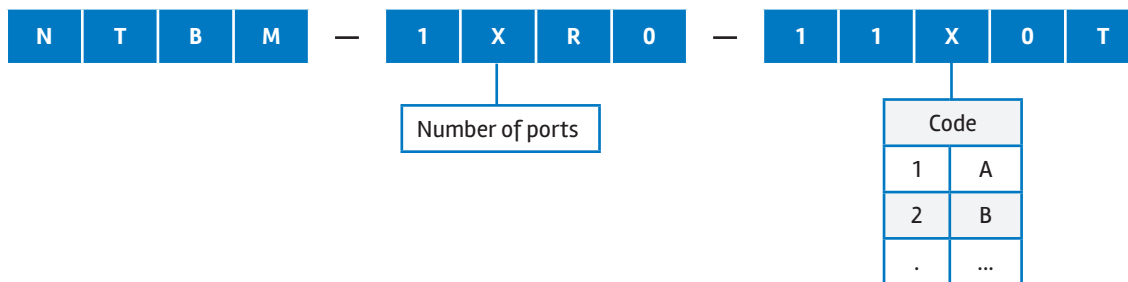 N T B M — 1 X R 0 — 1 1 X 0 T
Number of ports
Code
1 A
2 B
. ...